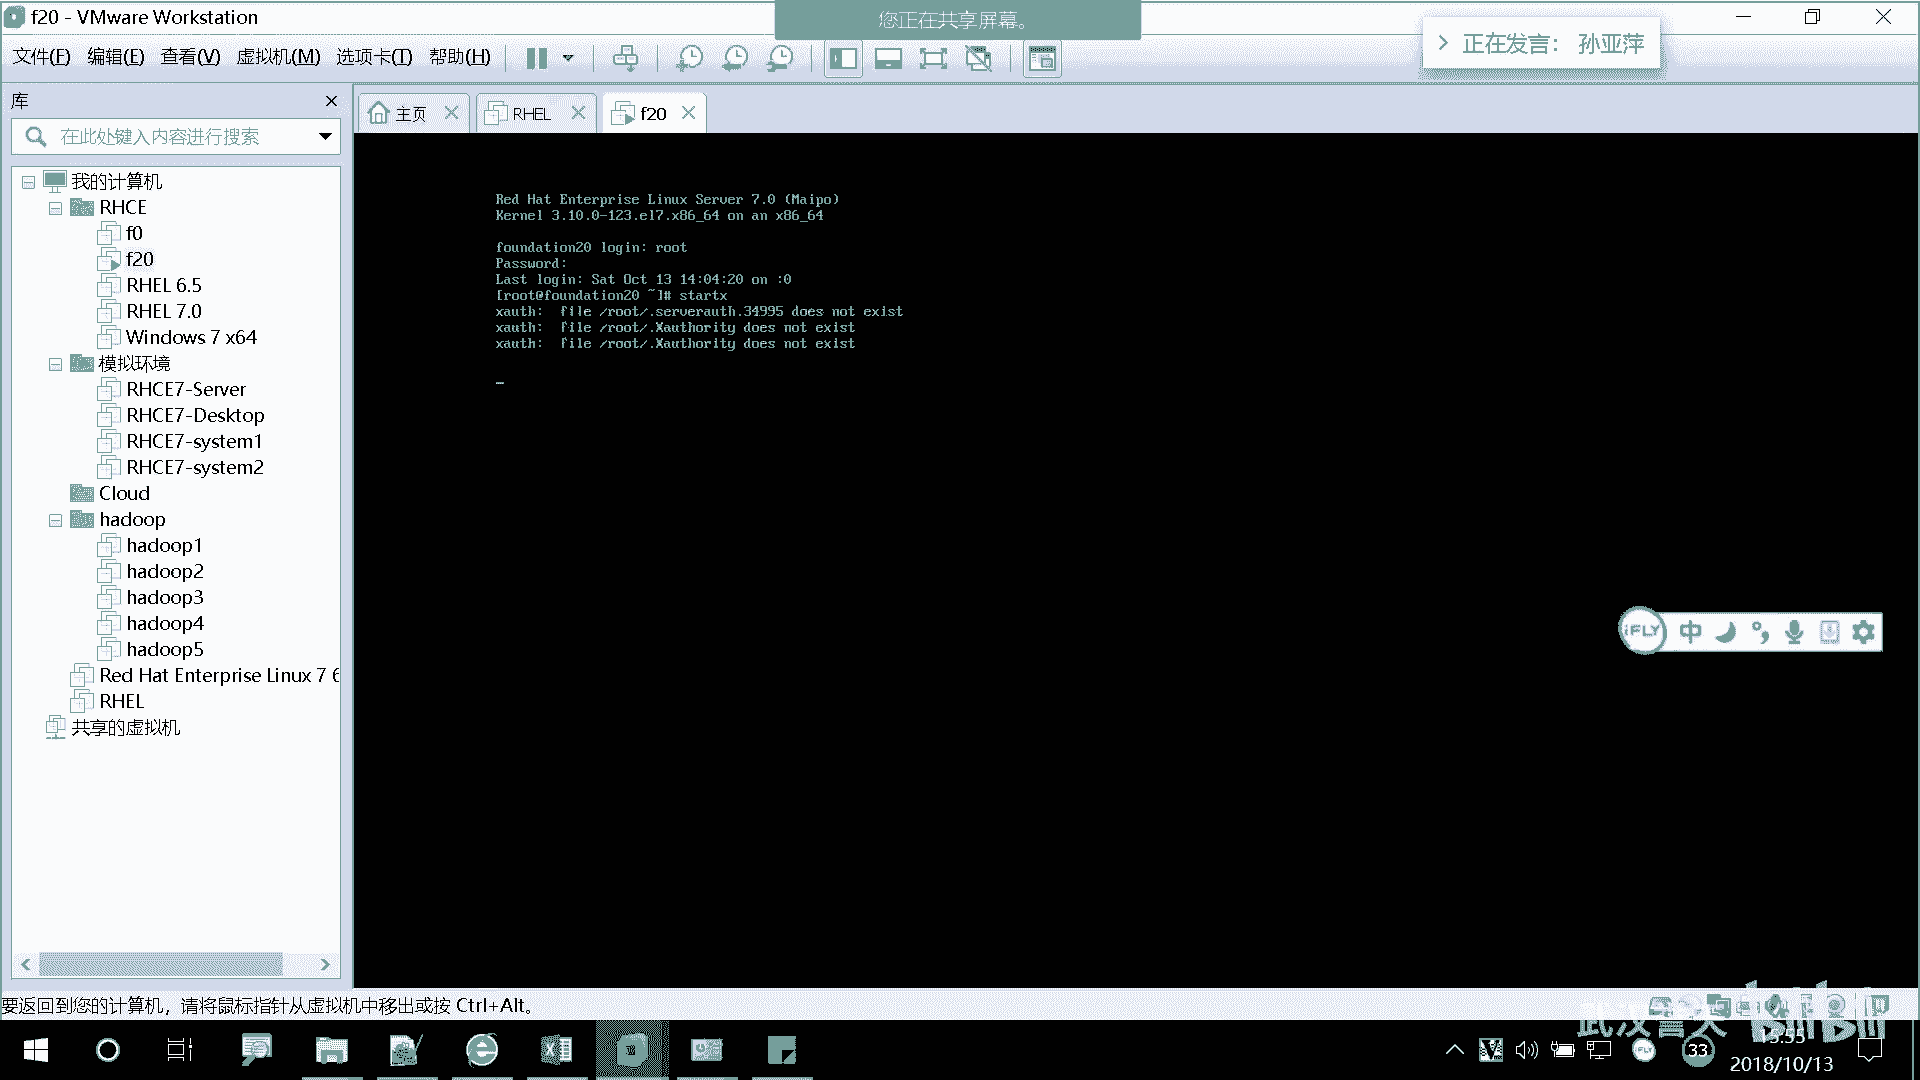 f20 - VMware Workstation
您正在共享屏幕。
正在发言： 孙亚萍
文件(F) 编辑(E) 查看(V) 虚拟机(M) 选项卡(T) 帮助(H)
库
主页
RHEL
f20
在此处键入内容进行搜索
我的计算机
RHCE
f0
f20
RHEL 6.5
RHEL 7.0
Windows 7 x64
模拟环境
RHCE7-Server
RHCE7-Desktop
RHCE7-system1
RHCE7-system2
Cloud
hadoop
hadoop1
hadoop2
hadoop3
hadoop4
hadoop5
Red Hat Enterprise Linux 7 6
RHEL
共享的虚拟机
Red Hat Enterprise Linux Server 7.0 (Maipo)
Kernel 3.10.0-123.el7.x86_64 on an x86_64
foundation20 login: root
Password:
Last login: Sat Oct 13 14:04:20 on :0
[root@foundation20 ~]# startx
xauth:  file /root/.serverauth.34995 does not exist
xauth:  file /root/.Xauthority does not exist
xauth:  file /root/.Xauthority does not exist
iFLY 中
要返回到您的计算机，请将鼠标指针从虚拟机中移出或按 Ctrl+Alt。
bilibili
33
15:55
2018/10/13